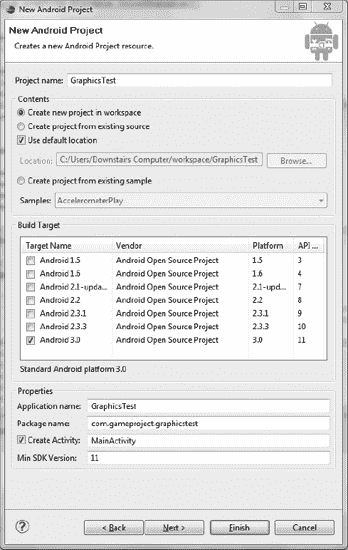 New Android Project
New Android Project
Creates a new Android Project resource.
Project name: GraphicsTest
Contents
Create new project in workspace
Create project from existing source
Use default location
Location: C:/Users/Downstairs Computer/workspace/GraphicsTest Browse...
Create project from existing sample
Samples: AccelerometerPlay
Build Target
Target Name Vendor Platform API ...
Android 1.5 Android Open Source Project 1.5 3
Android 1.6 Android Open Source Project 1.6 4
Android 2.1-upda... Android Open Source Project 2.1-upd... 7
Android 2.2 Android Open Source Project 2.2 8
Android 2.3.1 Android Open Source Project 2.3.1 9
Android 2.3.3 Android Open Source Project 2.3.3 10
Android 3.0 Android Open Source Project 3.0 11
Standard Android platform 3.0
Properties
Application name: GraphicsTest
Package name: com.gameproject.graphicstest
Create Activity: MainActivity
Min SDK Version: 11
? < Back Next > Finish Cancel